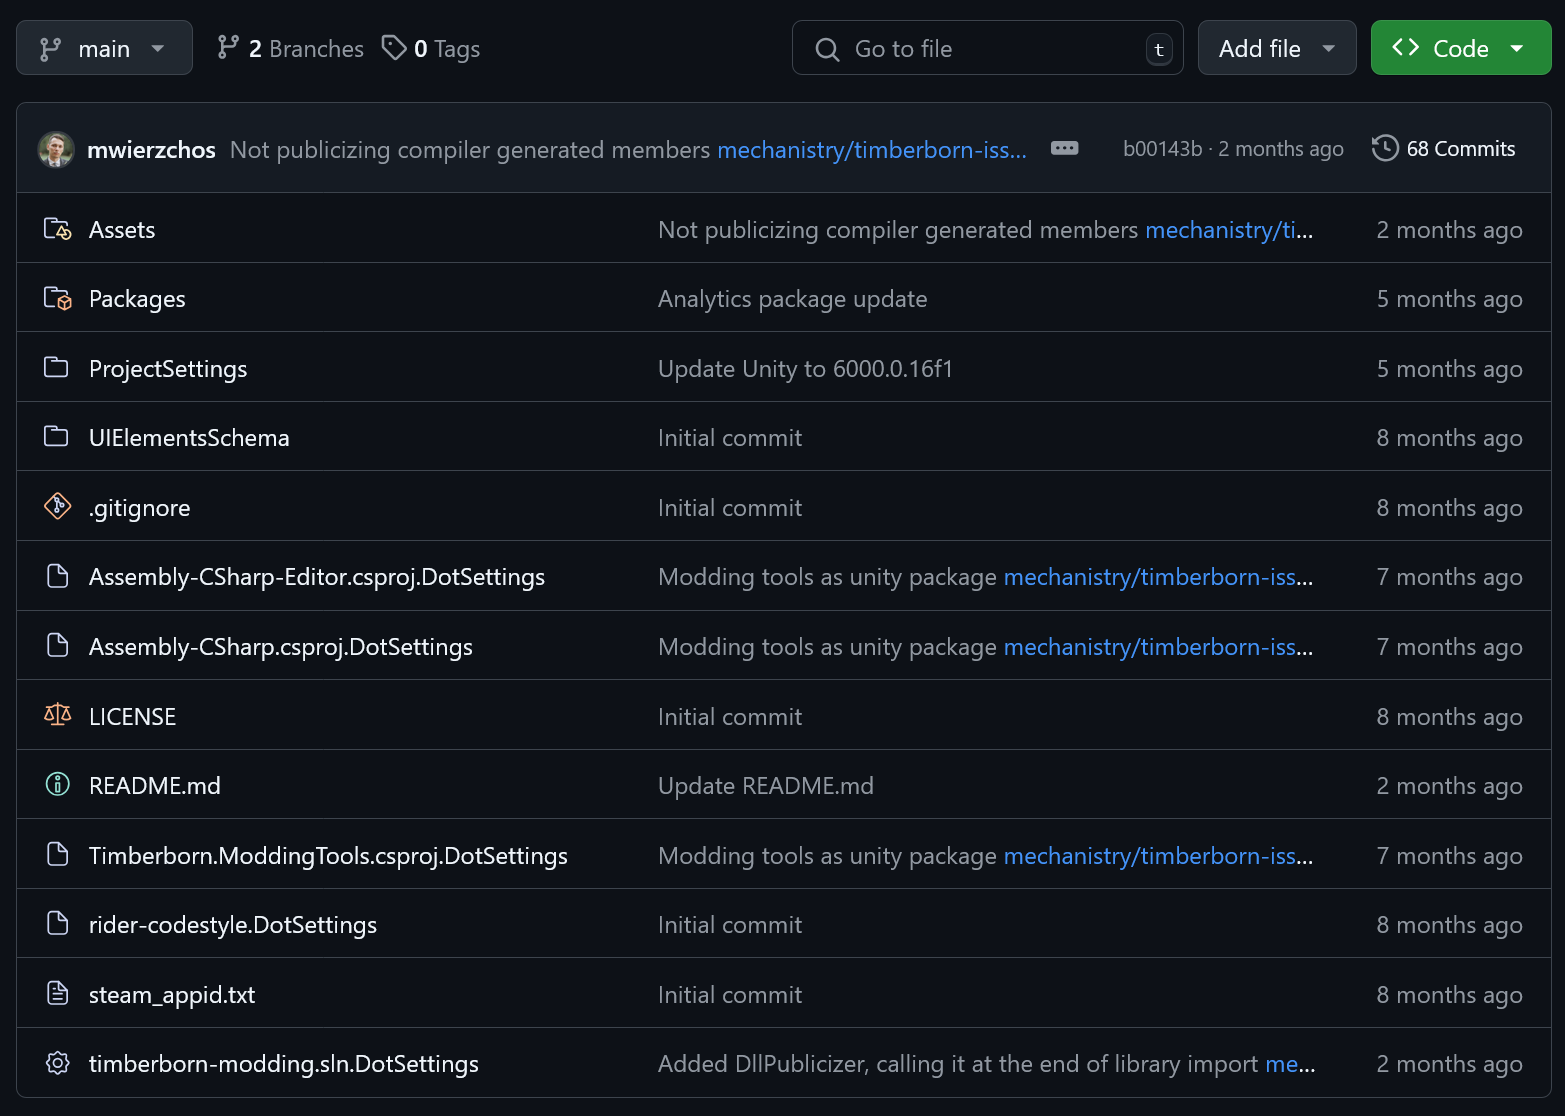 main 2 Branches 0 Tags Go to file t Add file Code
mwierzchos Not publicizing compiler generated members mechanistry/timberborn-iss... b00143b · 2 months ago 68 Commits
Assets Not publicizing compiler generated members mechanistry/ti... 2 months ago
Packages Analytics package update 5 months ago
ProjectSettings Update Unity to 6000.0.16f1 5 months ago
UIElementsSchema Initial commit 8 months ago
.gitignore Initial commit 8 months ago
Assembly-CSharp-Editor.csproj.DotSettings Modding tools as unity package mechanistry/timberborn-iss... 7 months ago
Assembly-CSharp.csproj.DotSettings Modding tools as unity package mechanistry/timberborn-iss... 7 months ago
LICENSE Initial commit 8 months ago
README.md Update README.md 2 months ago
Timberborn.ModdingTools.csproj.DotSettings Modding tools as unity package mechanistry/timberborn-iss... 7 months ago
rider-codestyle.DotSettings Initial commit 8 months ago
steam_appid.txt Initial commit 8 months ago
timberborn-modding.sln.DotSettings Added DllPublicizer, calling it at the end of library import me... 2 months ago